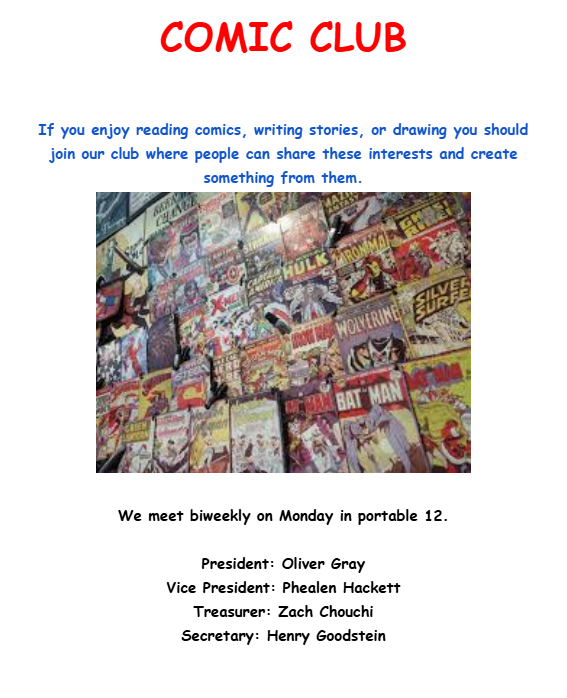 COMIC CLUB
If you enjoy reading comics, writing stories, or drawing you should
join our club where people can share these interests and create
something from them.
HULK
IRON MAN
X-MEN
SILVER
WOLVERINE
IRON MAN
BATMAN
We meet biweekly on Monday in portable 12.
President: Oliver Gray
Vice President: Phealen Hackett
Treasurer: Zach Chouchi
Secretary: Henry Goodstein